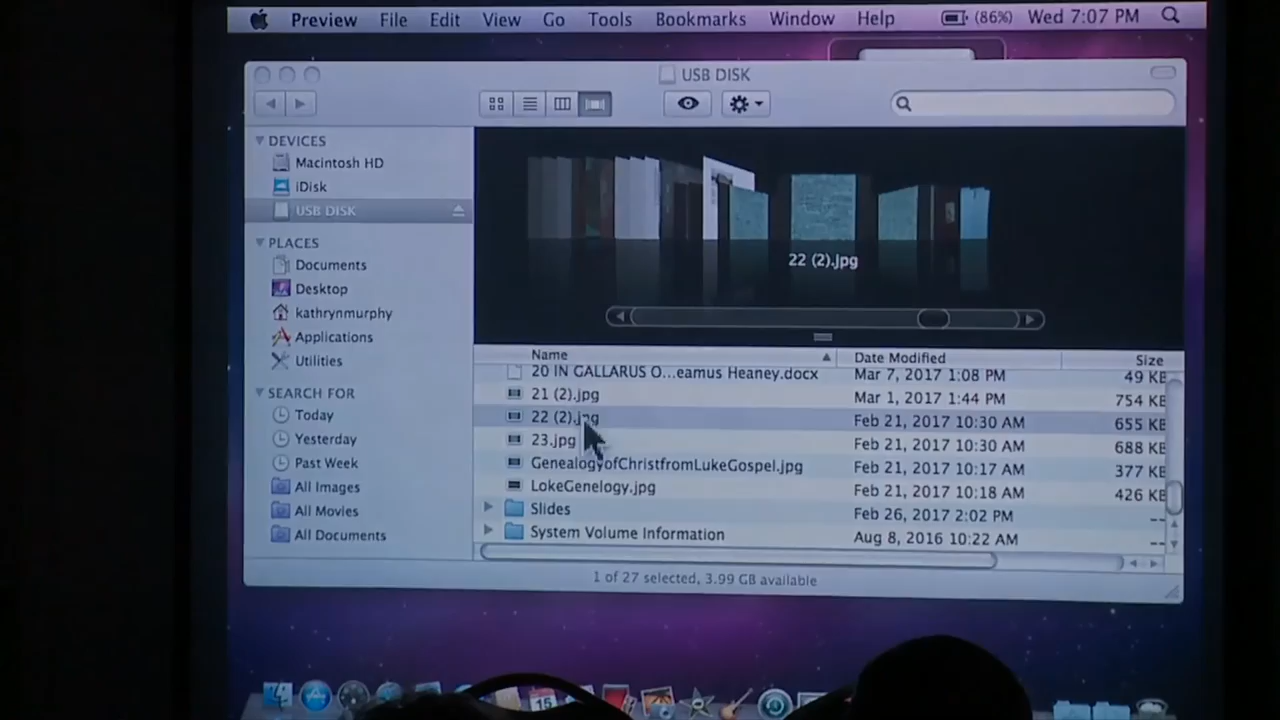 Preview File Edit View Go Tools Bookmarks Window Help (86%) Wed 7:07 PM
USB DISK
DEVICES
Macintosh HD
iDisk
USB DISK
PLACES
Documents
Desktop
kathrynmurphy
Applications
Utilities
SEARCH FOR
Today
Yesterday
Past Week
All Images
All Movies
All Documents
22 (2).jpg
Name Date Modified Size
20 IN GALLARUS O...eamus Heaney.docx Mar 7, 2017 1:08 PM 49 KB
21 (2).jpg Mar 1, 2017 1:44 PM 754 KB
22 (2).jpg Feb 21, 2017 10:30 AM 655 KB
23.jpg Feb 21, 2017 10:30 AM 688 KB
GenealogyofChristfromLukeGospel.jpg Feb 21, 2017 10:17 AM 377 KB
LokeGenelogy.jpg Feb 21, 2017 10:18 AM 426 KB
Slides Feb 26, 2017 2:02 PM --
System Volume Information Aug 8, 2016 10:22 AM --
1 of 27 selected, 3.99 GB available
15